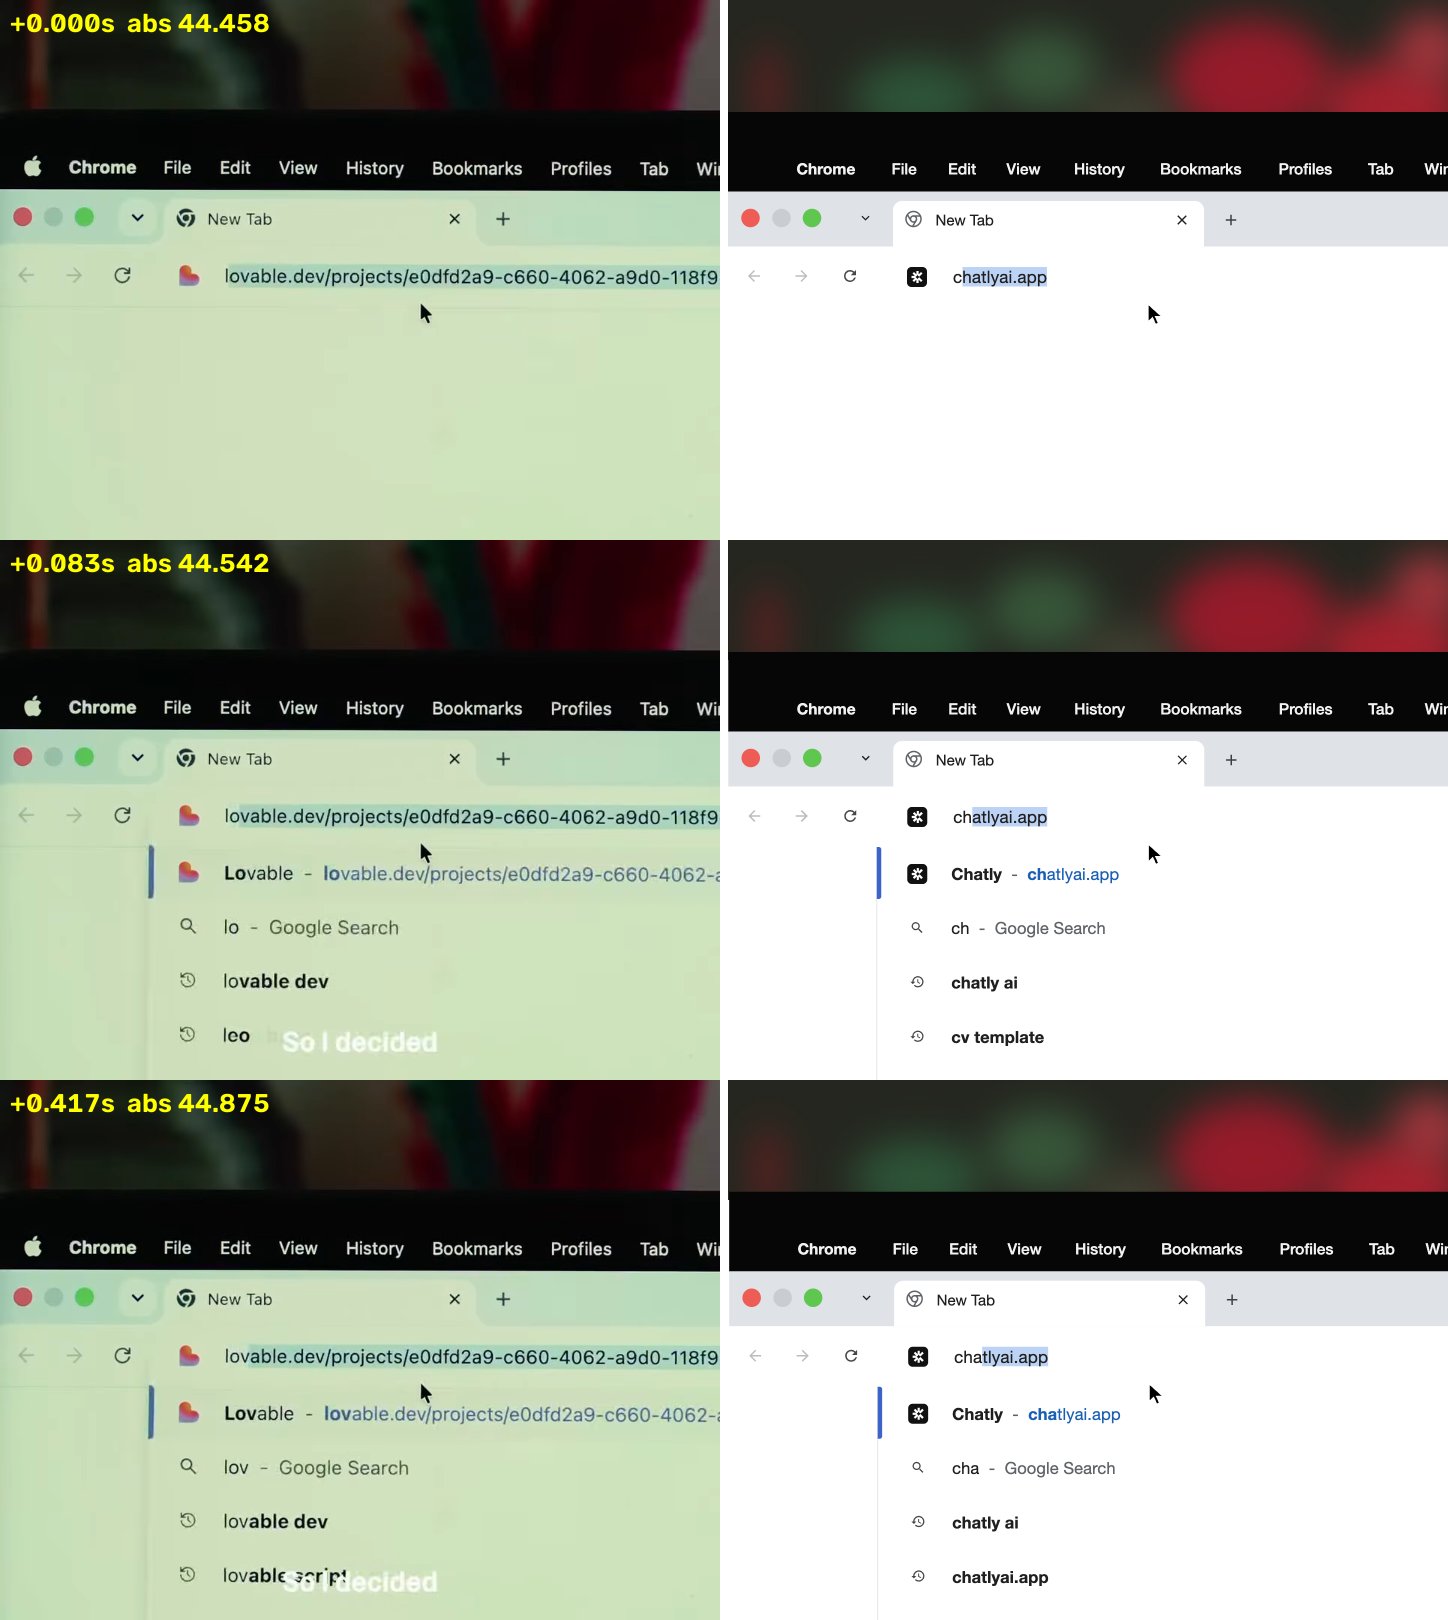 +0.000s abs 44.458
Chrome File Edit View History Bookmarks Profiles Tab
New Tab
lovable.dev/projects/e0dfd2a9-c660-4062-a9d0-118f9
Chrome File Edit View History Bookmarks Profiles Tab
New Tab
chatlyai.app
+0.083s abs 44.542
Chrome File Edit View History Bookmarks Profiles Tab
New Tab
lovable.dev/projects/e0dfd2a9-c660-4062-a9d0-118f9
Lovable - lovable.dev/projects/e0dfd2a9-c660-4062-
lo - Google Search
lovable dev
leo
So I decided
Chrome File Edit View History Bookmarks Profiles Tab
New Tab
chatlyai.app
Chatly - chatlyai.app
ch - Google Search
chatly ai
cv template
+0.417s abs 44.875
Chrome File Edit View History Bookmarks Profiles Tab
New Tab
lovable.dev/projects/e0dfd2a9-c660-4062-a9d0-118f9
Lovable - lovable.dev/projects/e0dfd2a9-c660-4062-
lov - Google Search
lovable dev
lovable script
So I decided
Chrome File Edit View History Bookmarks Profiles Tab
New Tab
chatlyai.app
Chatly - chatlyai.app
cha - Google Search
chatly ai
chatlyai.app